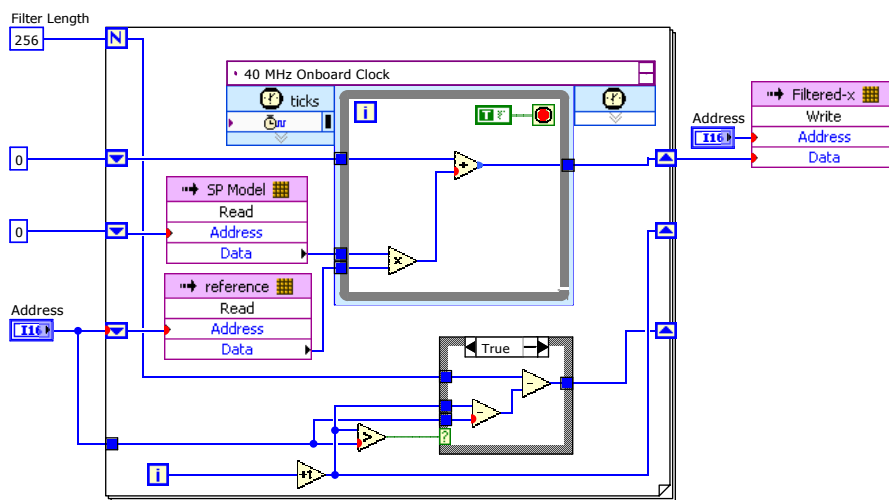 Filter Length
256
N
40 MHz Onboard Clock
ticks
i
T
Filtered-x
Write
Address
Data
Address
I16
0
SP Model
Read
Address
Data
+
0
x
reference
Read
Address
Data
Address
I16
True
-
-
>
?
i
+1